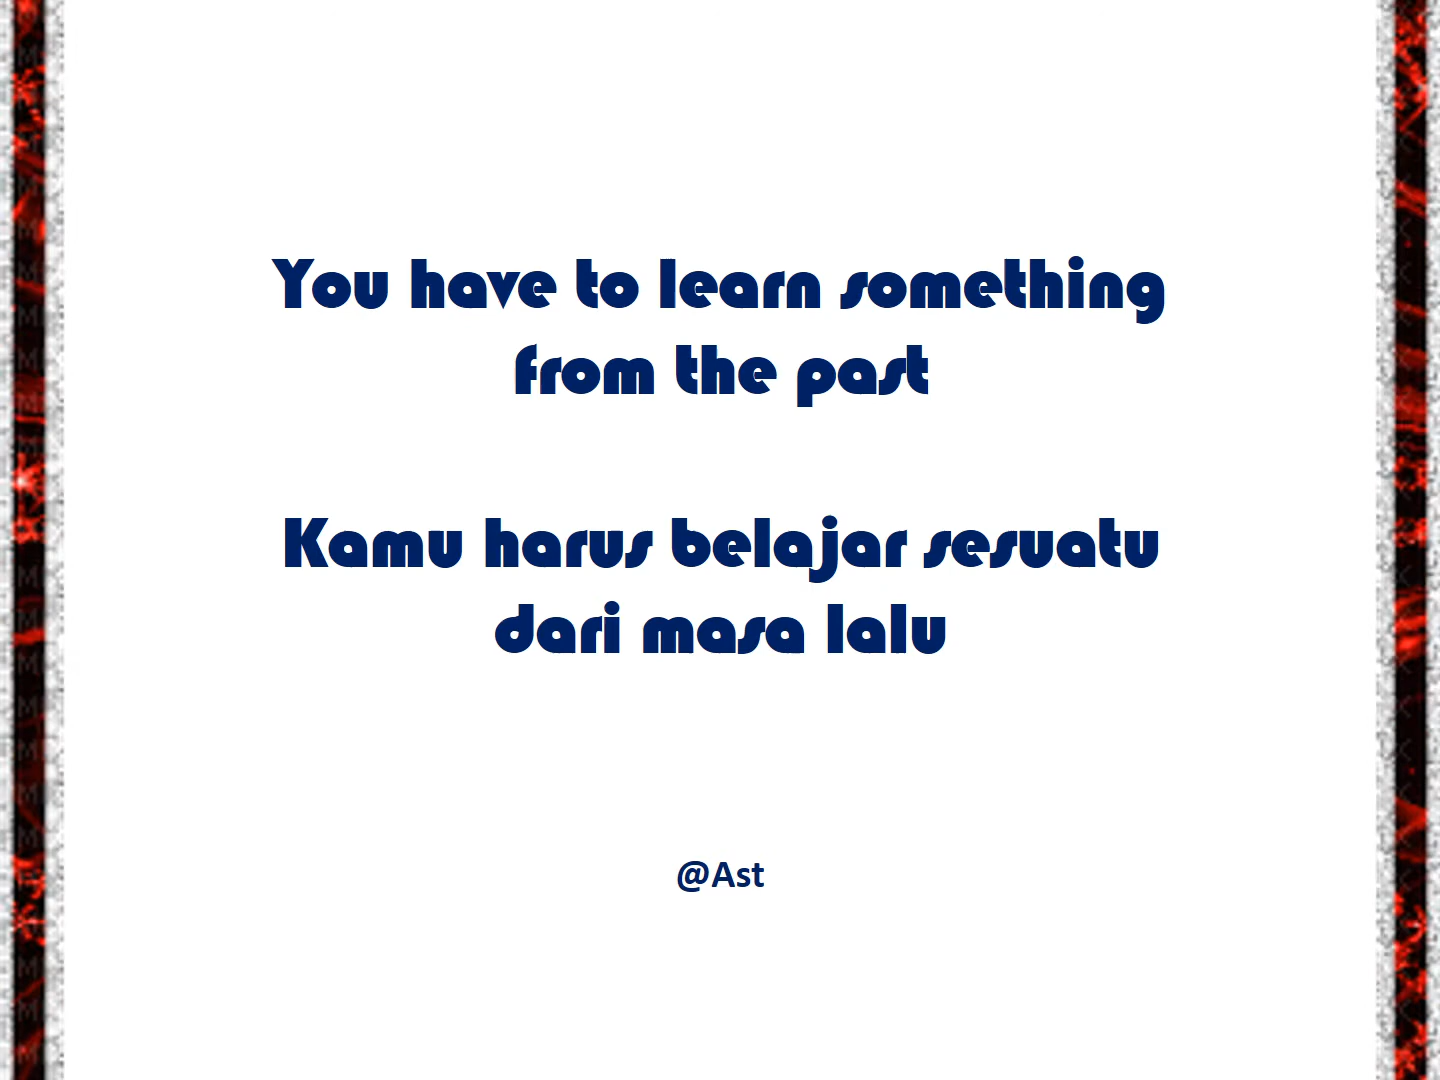 You have to learn something
from the past
Kamu harus belajar sesuatu
dari masa lalu
@Ast